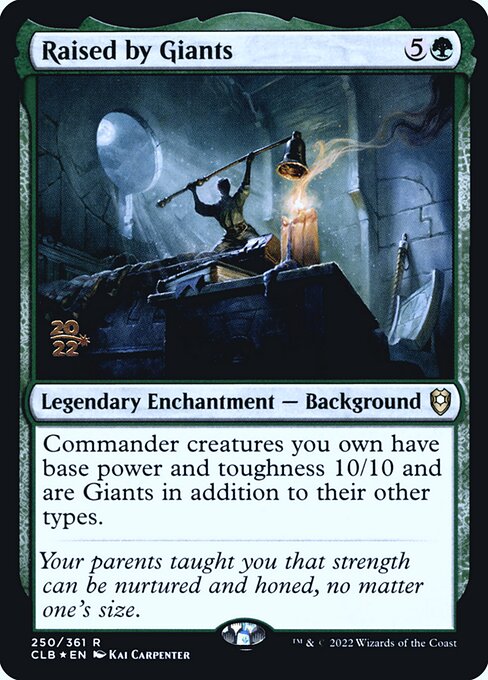 Raised by Giants 5
20
22
Legendary Enchantment — Background
Commander creatures you own have
base power and toughness 10/10 and
are Giants in addition to their other
types.
Your parents taught you that strength
can be nurtured and honed, no matter
one's size.
250/361 R
CLB ★ EN Kai Carpenter
™ & © 2022 Wizards of the Coast